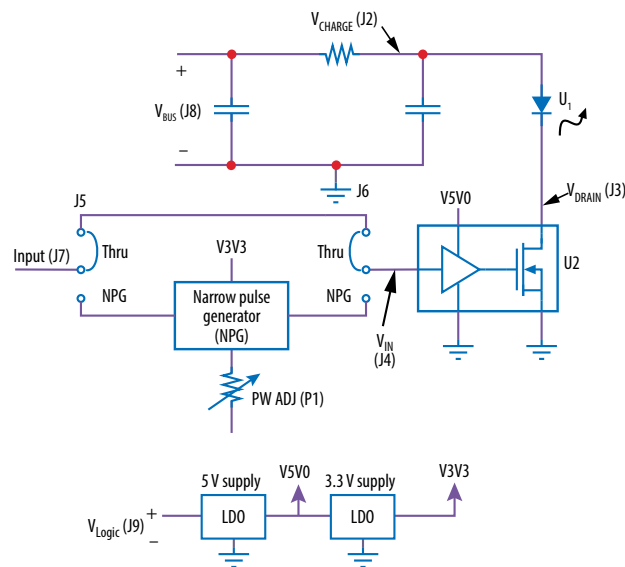 V_CHARGE (J2)
+
V_BUS (J8)
−
U_1
J6
V_DRAIN (J3)
J5
V5V0
Input (J7)
Thru
V3V3
Thru
U2
NPG
NPG
Narrow pulse
generator
(NPG)
V_IN
(J4)
PW ADJ (P1)
5 V supply
V5V0
3.3 V supply
V3V3
V_Logic (J9)
+
−
LDO
LDO